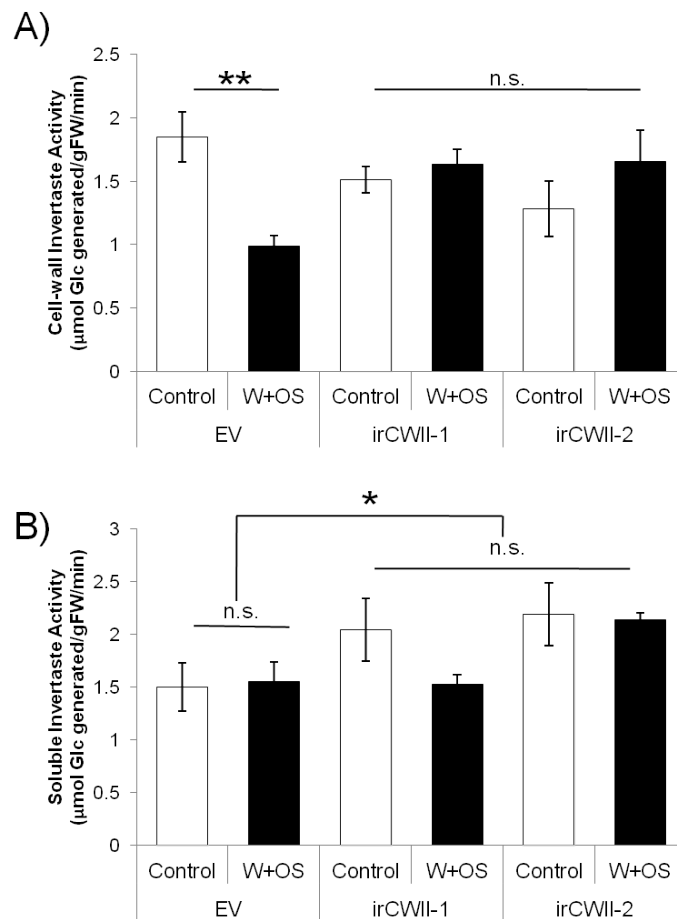 A)
Cell-wall Invertaste Activity
(μmol Glc generated/gFW/min)
2.5
2
1.5
1
0.5
0
**
n.s.
Control
W+OS
Control
W+OS
Control
W+OS
EV
irCWII-1
irCWII-2
B)
Soluble Invertaste Activity
(μmol Glc generated/gFW/min)
3
2.5
2
1.5
1
0.5
0
*
n.s.
n.s.
Control
W+OS
Control
W+OS
Control
W+OS
EV
irCWII-1
irCWII-2